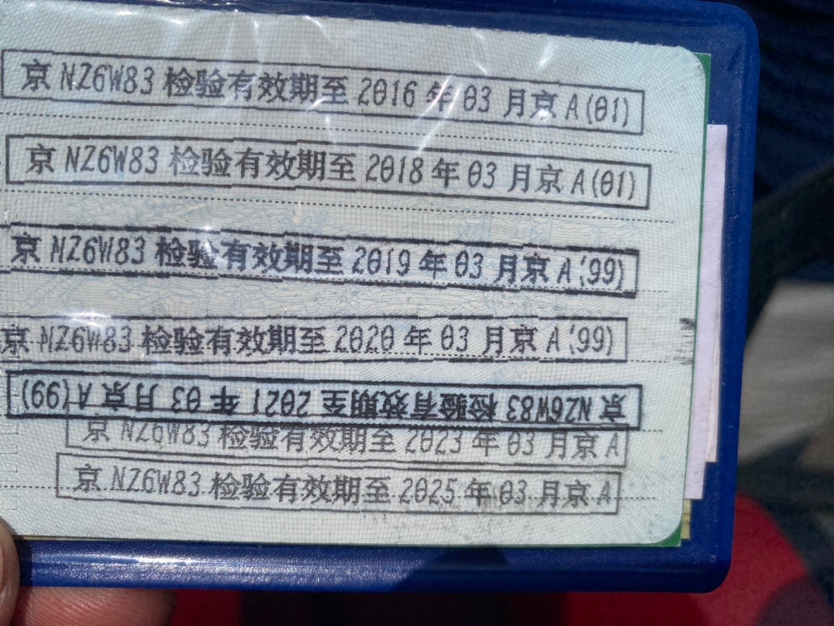 京 NZ6W83 检验有效期至 2016 年 03 月京 A(01)
京 NZ6W83 检验有效期至 2018 年 03 月京 A(01)
京 NZ6W83 检验有效期至 2019 年 03 月京 A(99)
京 NZ6W83 检验有效期至 2020 年 03 月京 A(99)
京 NZ6W83 检验有效期至 2021 年 03 月京 A(99)
京 NZ6W83 检验有效期至 2023 年 03 月京 A
京 NZ6W83 检验有效期至 2025 年 03 月京 A